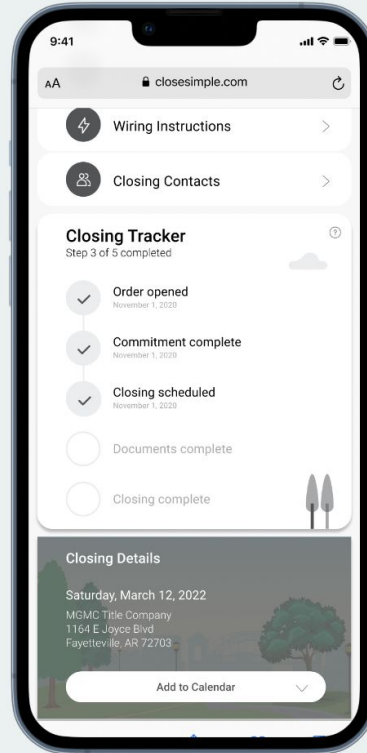 9:41
AA
closesimple.com
Wiring Instructions
Closing Contacts
Closing Tracker
?
Step 3 of 5 completed
Order opened
November 1, 2020
Commitment complete
November 1, 2020
Closing scheduled
November 1, 2020
Documents complete
Closing complete
Closing Details
Saturday, March 12, 2022
MGMC Title Company
1164 E Joyce Blvd
Fayetteville, AR 72703
Add to Calendar